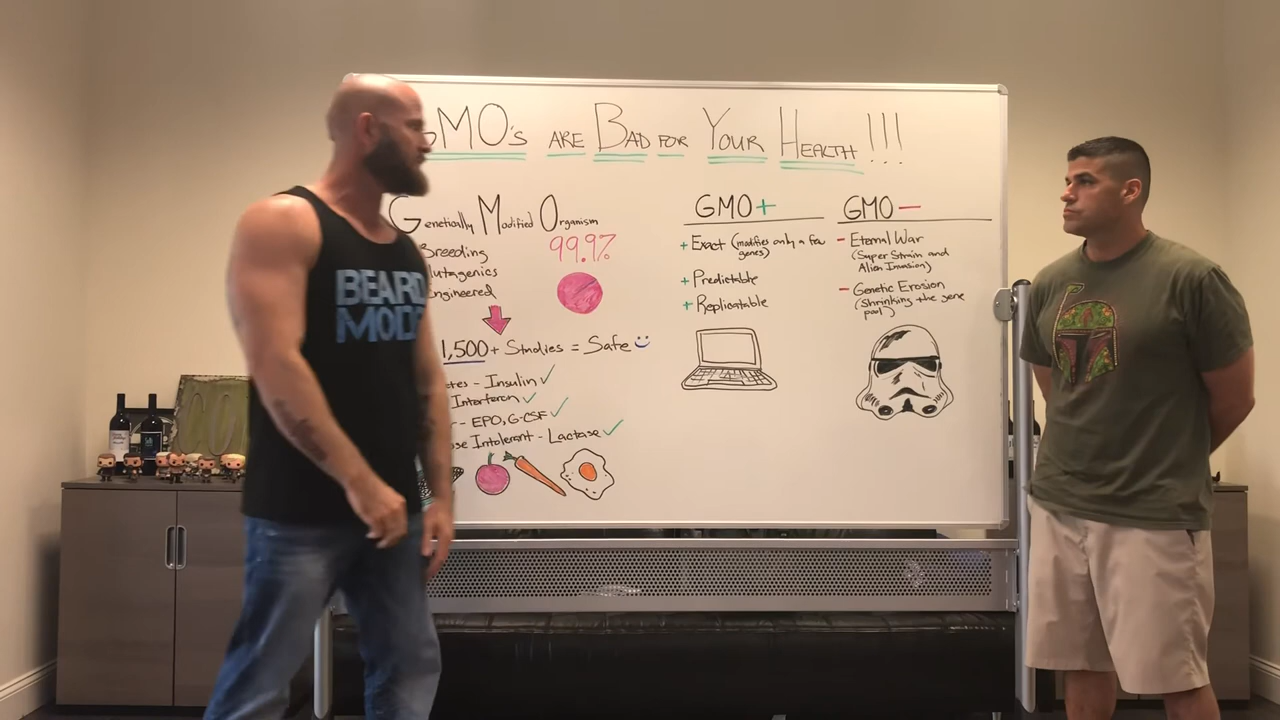 GMO's ARE BAD FOR YOUR HEALTH!!!
Genetically Modified Organism
Breeding
99.9%
Engineered
1,500+ Studies = Safe
- Insulin ✓
Interferon ✓
- EPO, G-CSF ✓
Intolerant - Lactase ✓
GMO+
+ Exact (modifies only a few
genes)
+ Predictable
+ Replicatable
GMO-
- Eternal War
(Super Strain and
Alien Invasion)
- Genetic Erosion
(Shrinking the gene
pool)
BEARD
MODE